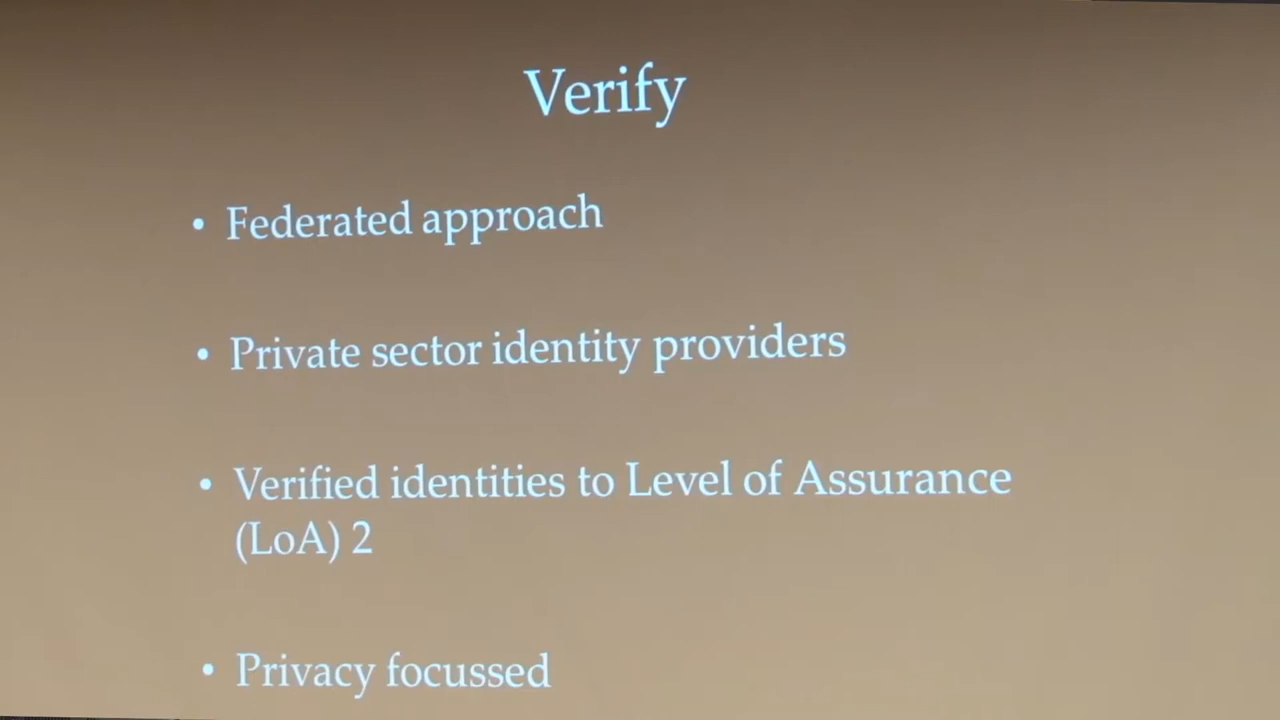 Verify
• Federated approach
• Private sector identity providers
• Verified identities to Level of Assurance
(LoA) 2
• Privacy focussed